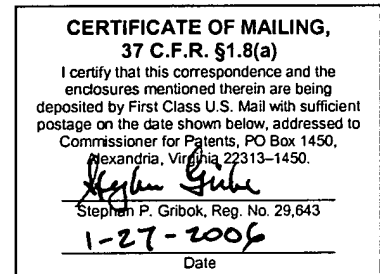 CERTIFICATE OF MAILING,
37 C.F.R. §1.8(a)
I certify that this correspondence and the
enclosures mentioned therein are being
deposited by First Class U.S. Mail with sufficient
postage on the date shown below, addressed to
Commissioner for Patents, PO Box 1450,
Alexandria, Virginia 22313–1450.
Stephen Gribok
Stephen P. Gribok, Reg. No. 29,643
1-27-2006
Date